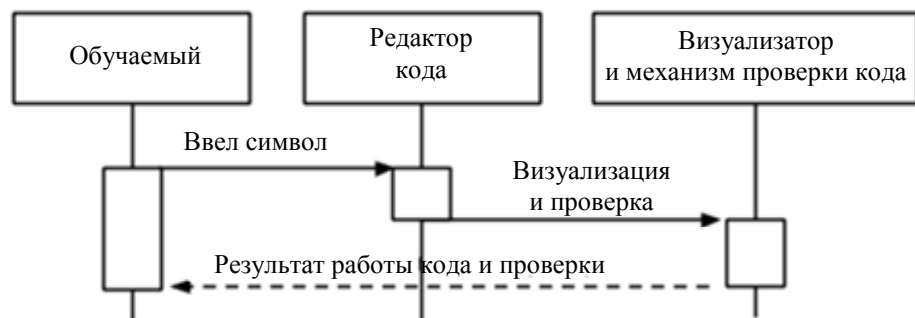 Обучаемый
Редактор
кода
Визуализатор
и механизм проверки кода
Ввел символ
Визуализация
и проверка
Результат работы кода и проверки